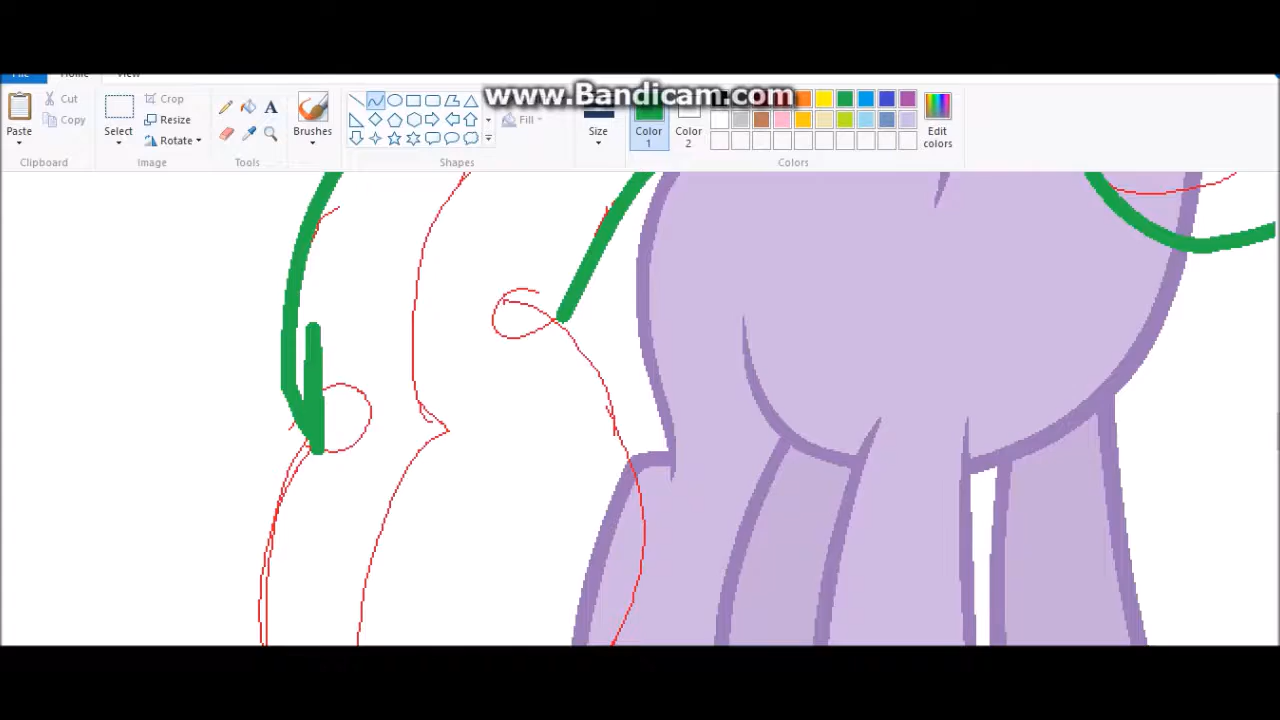 www.Bandicam.com
File Home View
Cut
Copy
Paste
Clipboard
Select
Crop
Resize
Rotate
Image
A
Tools
Brushes
Fill
Shapes
Size
Color 1
Color 2
Edit colors
Colors